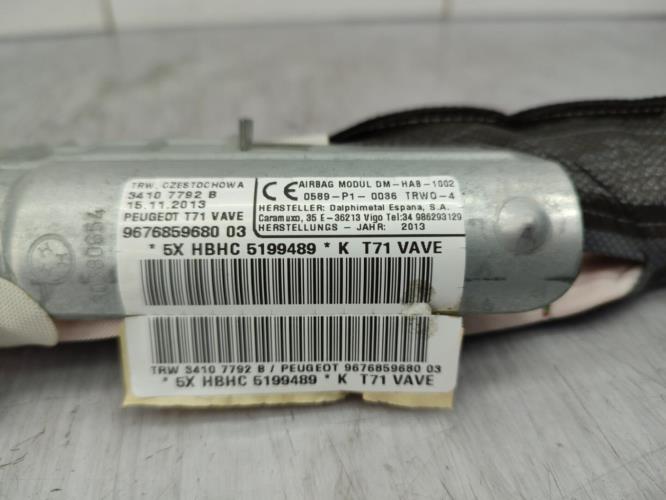 TRW, CZESTOCHOWA
3410 7792 B
15.11.2013
PEUGEOT T71 VAVE
9676859680 03
CE AIRBAG MODUL DM-HAB-1002
0589-P1-0036 TRWO-4
HERSTELLER: Dalphimetal Espana, S.A.
Caramuxo, 35 E-36213 Vigo Tel:34 986293129
HERSTELLUNGS - JAHR: 2013
* 5X HBHC 5199489 * K T71 VAVE
TRW 3410 7792 B / PEUGEOT 9676859680 03
* 5X HBHC 5199489 * K T71 VAVE